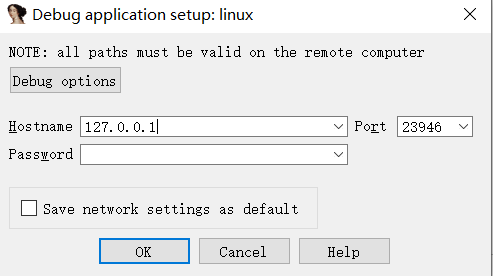 Debug application setup: linux
NOTE: all paths must be valid on the remote computer
Debug options
Hostname 127.0.0.1 Port 23946
Password
Save network settings as default
OK Cancel Help